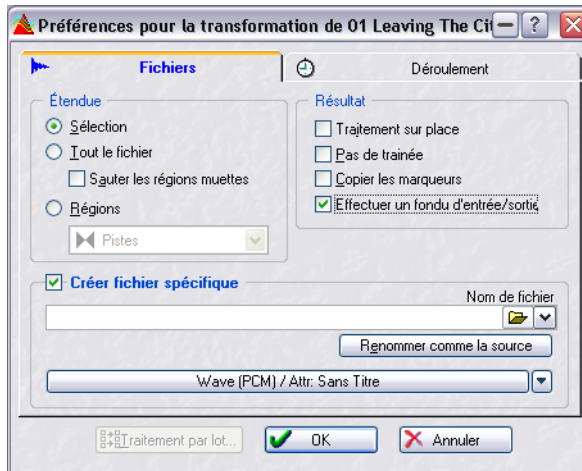 Préférences pour la transformation de 01 Leaving The Cit
Fichiers
Déroulement
Étendue
Sélection
Tout le fichier
Sauter les régions muettes
Régions
Pistes
Résultat
Traitement sur place
Pas de trainée
Copier les marqueurs
Effectuer un fondu d'entrée/sortie
Créer fichier spécifique
Nom de fichier
Renommer comme la source
Wave (PCM) / Attr: Sans Titre
Traitement par lot...
OK
Annuler